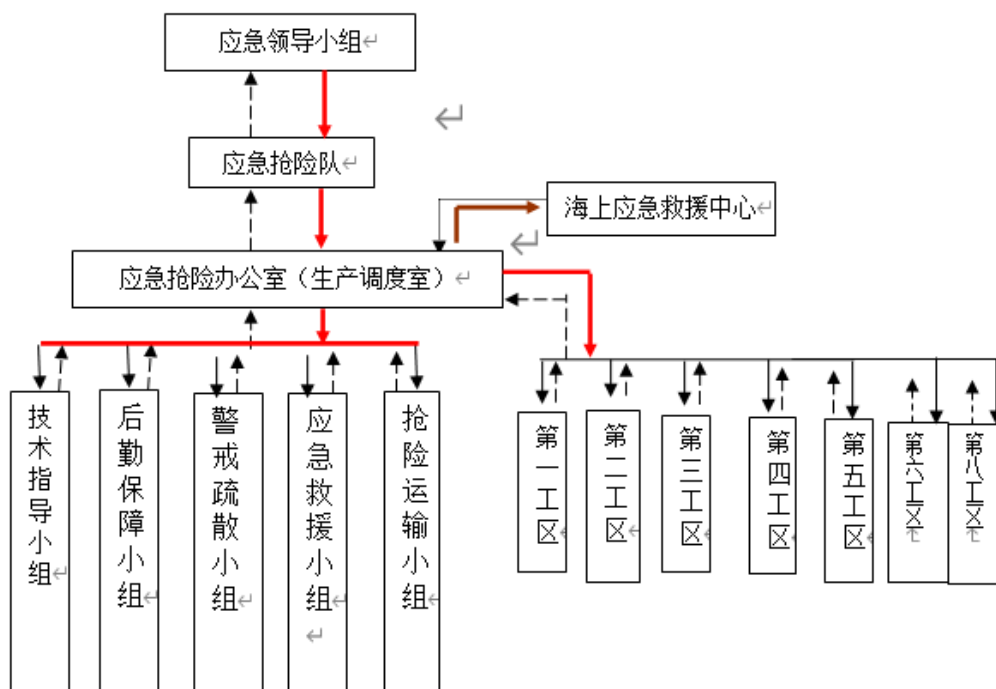 应急领导小组
应急抢险队
海上应急救援中心
应急抢险办公室（生产调度室）
技术指导小组
后勤保障小组
警戒疏散小组
应急救援小组
抢险运输小组
第一工区
第二工区
第三工区
第四工区
第五工区
第六工区
第八工区